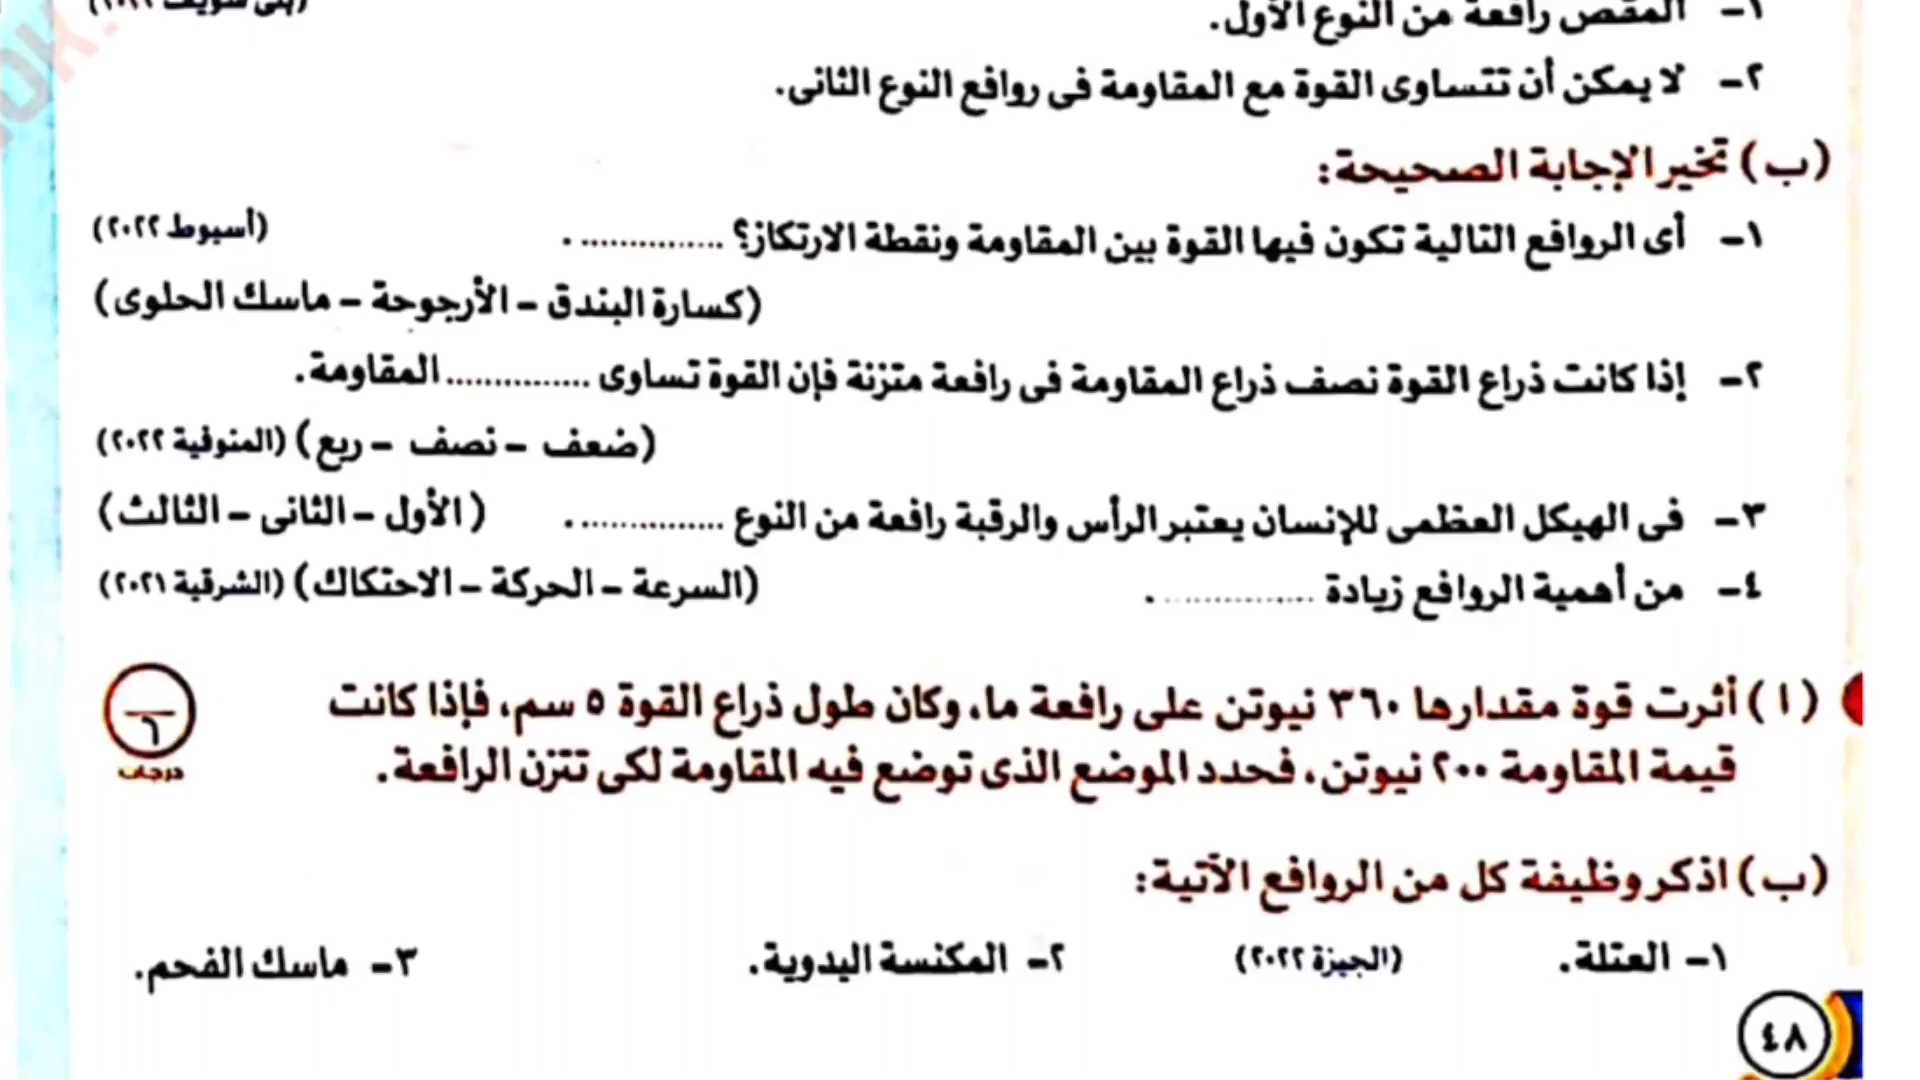 ١- المقص رافعة من النوع الأول.
٢- لا يمكن أن تتساوى القوة مع المقاومة فى روافع النوع الثانى.
(ب) تخير الإجابة الصحيحة:
١- أى الروافع التالية تكون فيها القوة بين المقاومة ونقطة الارتكاز؟ ............... . (أسيوط ٢٠٢٢)
(كسارة البندق - الأرجوحة - ماسك الحلوى)
٢- إذا كانت ذراع القوة نصف ذراع المقاومة فى رافعة متزنة فإن القوة تساوى ............... المقاومة.
(ضعف - نصف - ربع) (المنوفية ٢٠٢٢)
٣- فى الهيكل العظمى للإنسان يعتبر الرأس والرقبة رافعة من النوع ............... . (الأول - الثانى - الثالث)
٤- من أهمية الروافع زيادة ............... . (السرعة - الحركة - الاحتكاك) (الشرقية ٢٠٢١)
(ا) أثرت قوة مقدارها ٣٦٠ نيوتن على رافعة ما، وكان طول ذراع القوة ٥ سم، فإذا كانت
قيمة المقاومة ٢٠٠ نيوتن، فحدد الموضع الذى توضع فيه المقاومة لكى تتزن الرافعة.
٦
درجات
(ب) اذكر وظيفة كل من الروافع الآتية:
١- العتلة. (الجيزة ٢٠٢٢) ٢- المكنسة اليدوية. ٣- ماسك الفحم.
٤٨